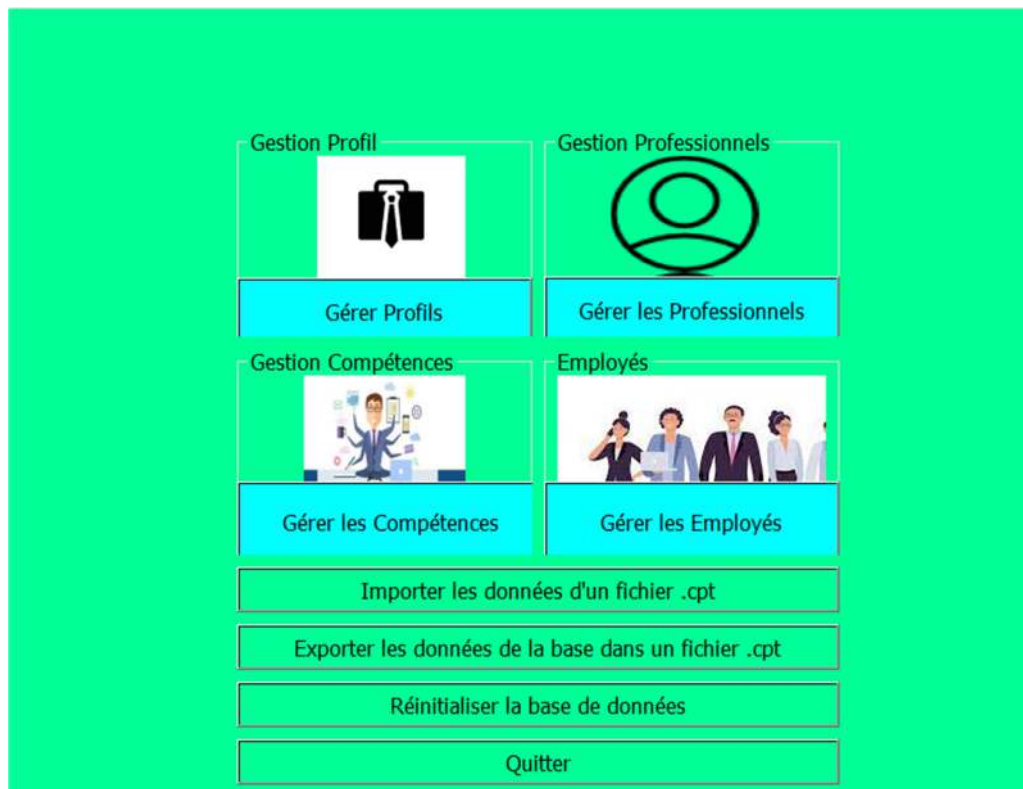 Gestion Profil
Gestion Professionnels
Gérer Profils
Gérer les Professionnels
Gestion Compétences
Employés
Gérer les Compétences
Gérer les Employés
Importer les données d'un fichier .cpt
Exporter les données de la base dans un fichier .cpt
Réinitialiser la base de données
Quitter